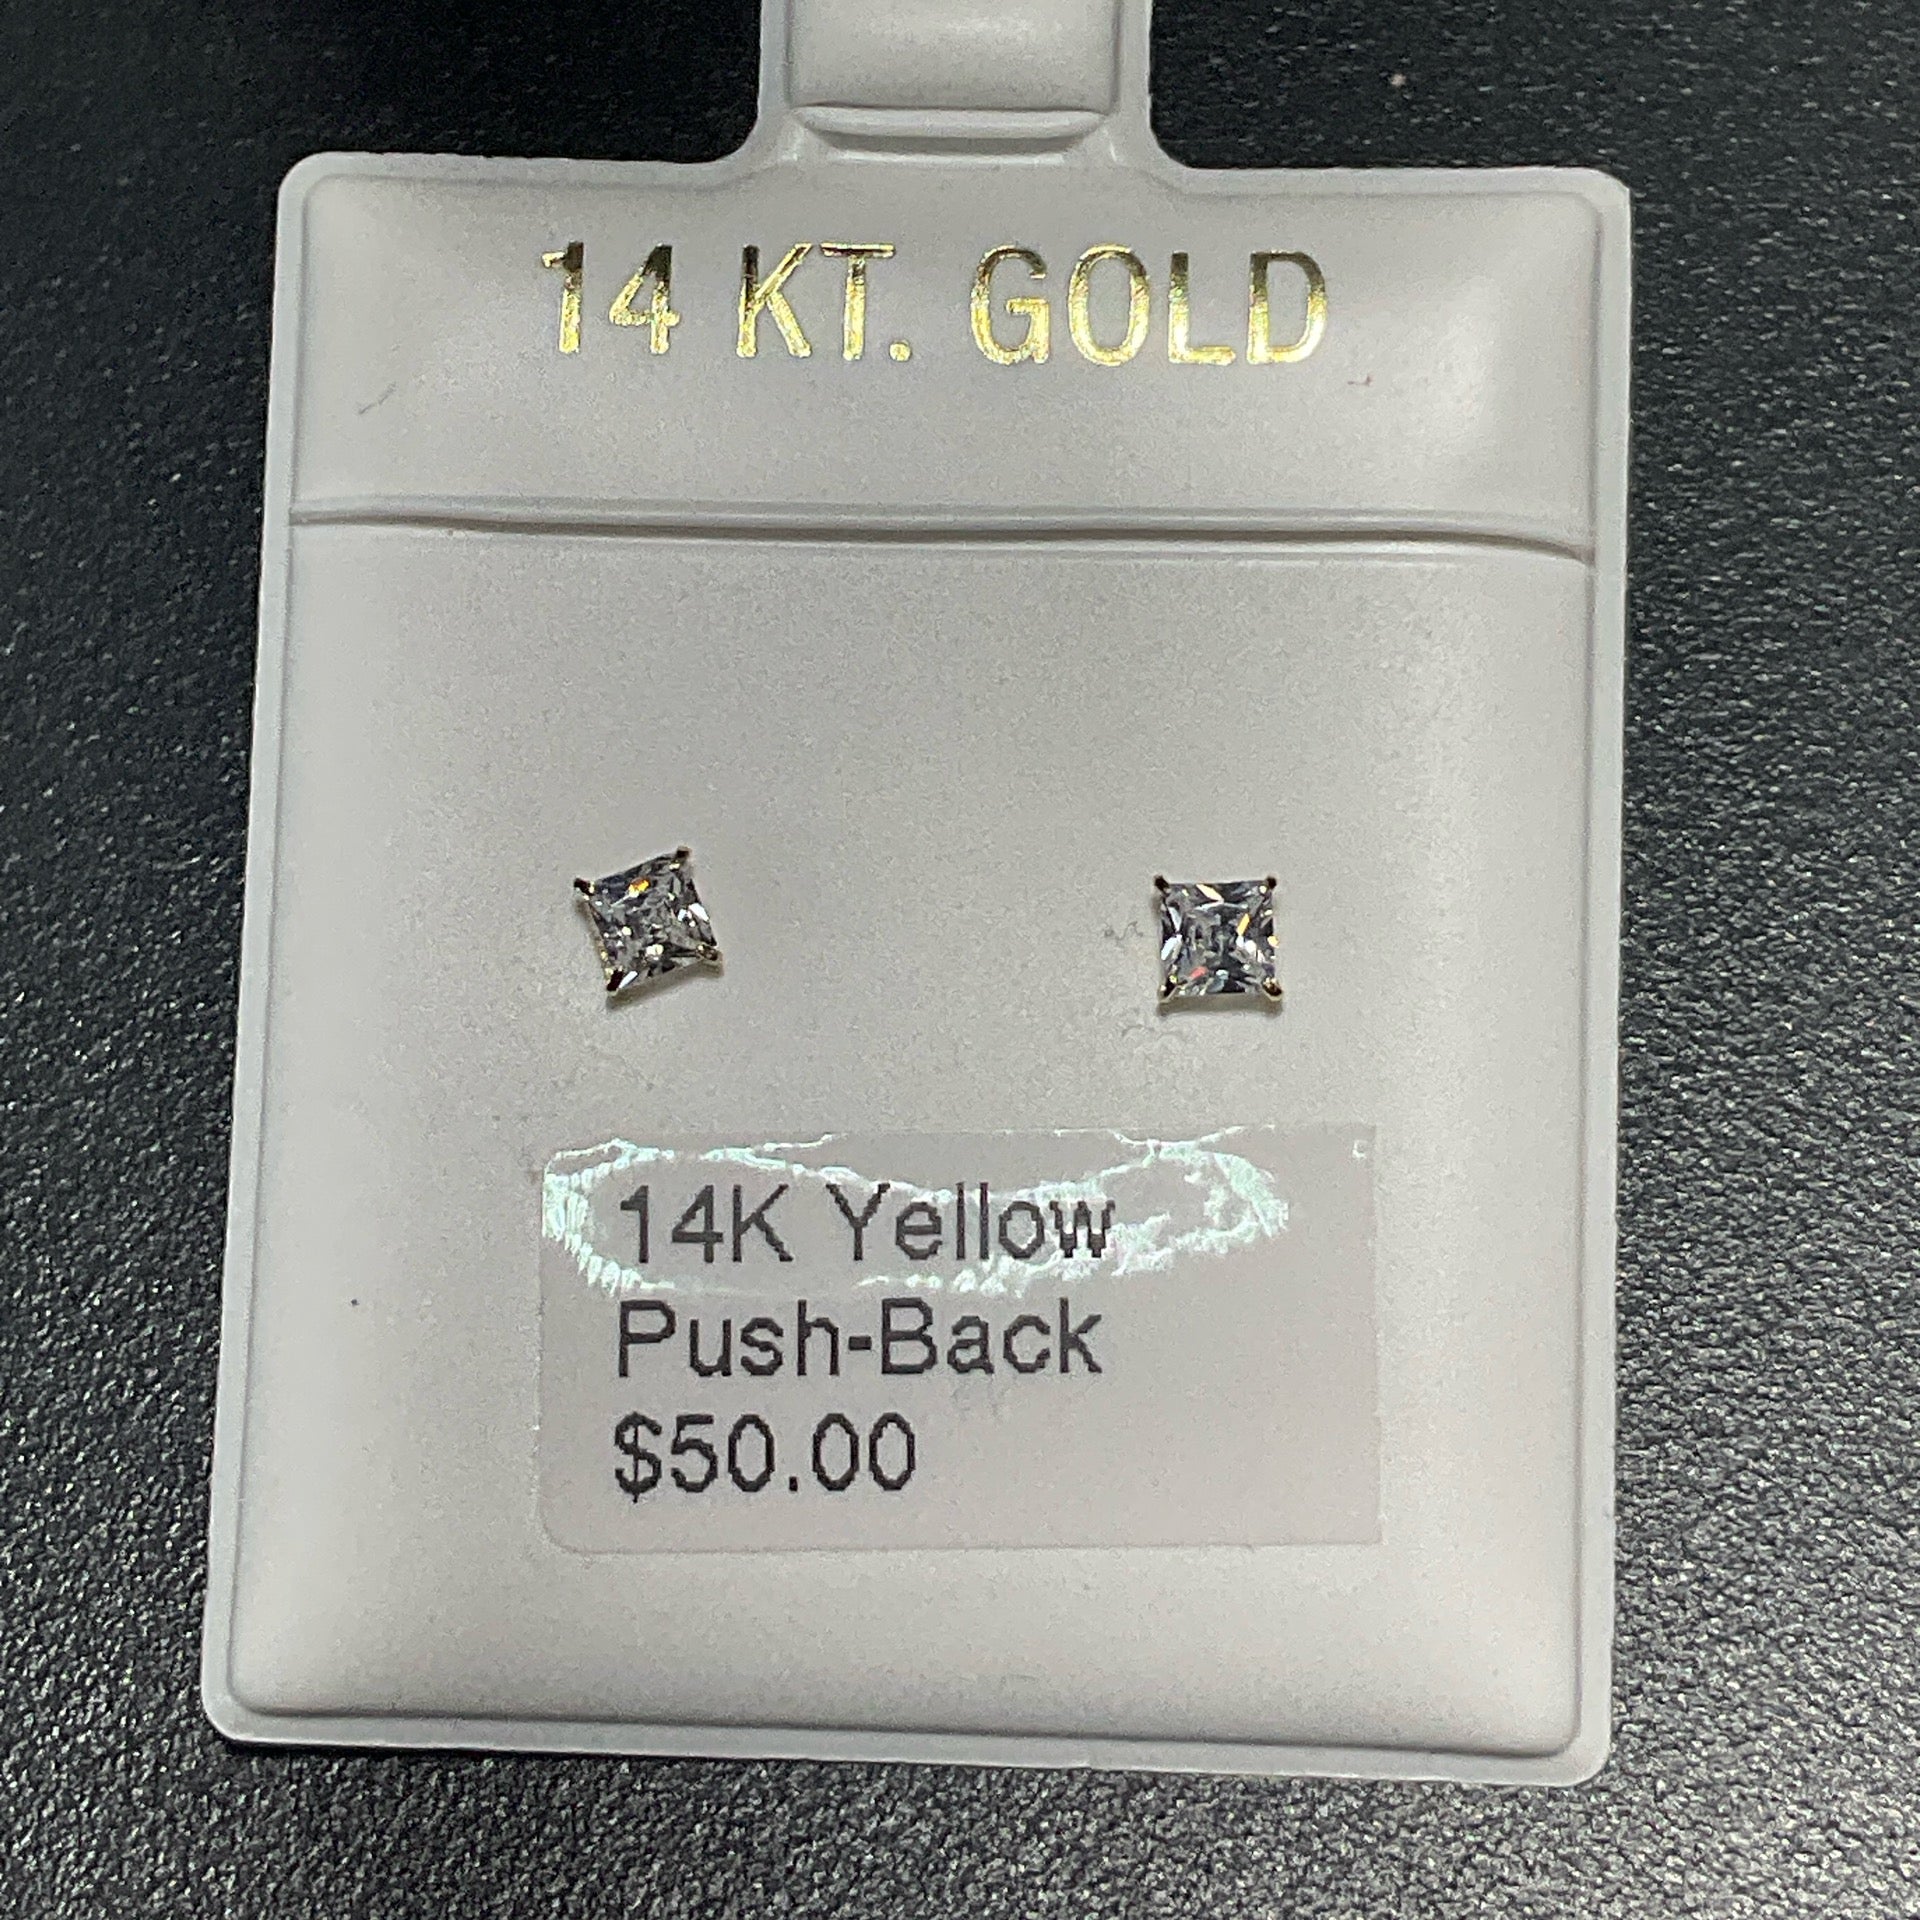 14 KT. GOLD
14K Yellow
Push-Back
$50.00